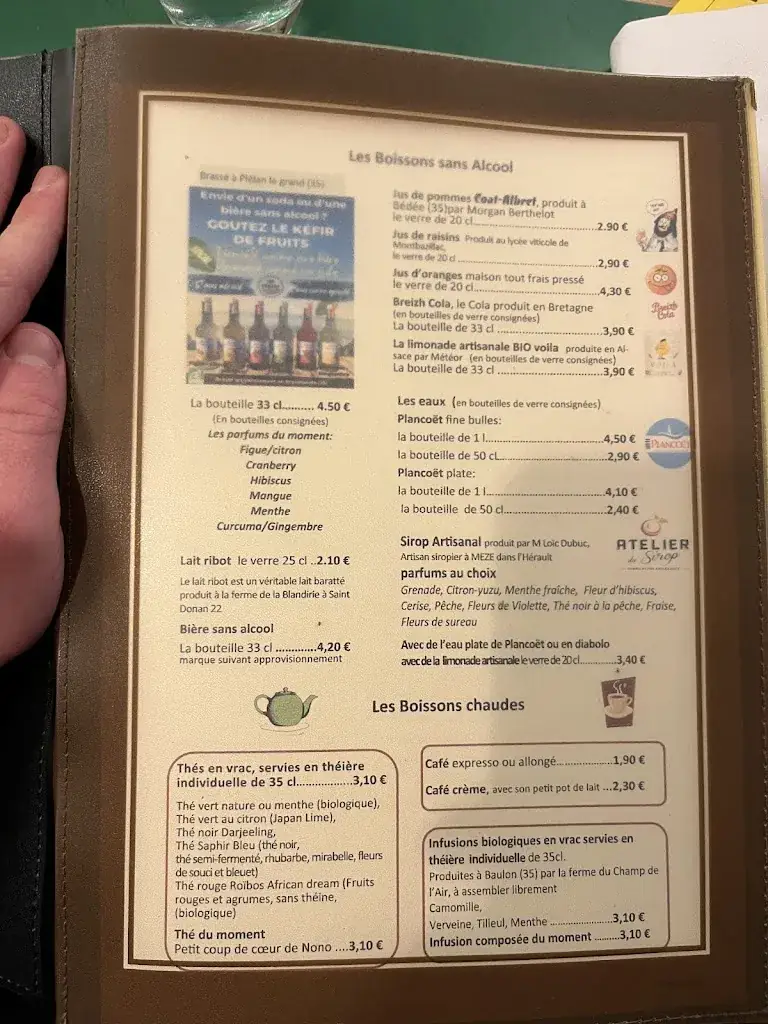 Les Boissons sans Alcool
Brassé à Plélan le grand (35)
Envie d'un soda ou d'une
bière sans alcool ?
GOUTEZ LE KÉFIR
DE FRUITS
La bouteille 33 cl.......... 4.50 €
(En bouteilles consignées)
Les parfums du moment:
Figue/citron
Cranberry
Hibiscus
Mangue
Menthe
Curcuma/Gingembre
Lait ribot le verre 25 cl ..2.10 €
Le lait ribot est un véritable lait baratté
produit à la ferme de la Blandirie à Saint
Donan 22
Bière sans alcool
La bouteille 33 cl .............4,20 €
marque suivant approvisionnement
Jus de pommes Coat-Albret, produit à
Bédée (35)par Morgan Berthelot
le verre de 20 cl...............................2.90 €
Jus de raisins Produit au lycée viticole de
Montbazillac,
le verre de 20 cl ...................................2,90 €
Jus d'oranges maison tout frais pressé
le verre de 20 cl................................4,30 €
Breizh Cola, le Cola produit en Bretagne
(en bouteilles de verre consignées)
La bouteille de 33 cl ..........................3,90 €
Breizh
Cola
La limonade artisanale BiO voila produite en Al-
sace par Météor (en bouteilles de verre consignées)
La bouteille de 33 cl ..........................3,90 €
Les eaux (en bouteilles de verre consignées)
Plancoët fine bulles:
la bouteille de 1 l.............................4,50 €
la bouteille de 50 cL...........................2,90 €
PLANCOËT
Plancoët plate:
la bouteille de 1 l.............................4,10 €
la bouteille de 50 cl..........................2,40 €
Sirop Artisanal produit par M Loïc Dubuc,
Artisan siropier à MEZE dans l'Hérault
ATELIER
du Sirop
parfums au choix
Grenade, Citron-yuzu, Menthe fraîche, Fleur d'hibiscus,
Cerise, Pêche, Fleurs de Violette, Thé noir à la pêche, Fraise,
Fleurs de sureau
Avec de l'eau plate de Plancoët ou en diabolo
avec de la limonade artisanale le verre de 20 cl.............3,40 €
Les Boissons chaudes
Thés en vrac, servies en théière
individuelle de 35 cl..................3,10 €
Thé vert nature ou menthe (biologique),
Thé vert au citron (Japan Lime),
Thé noir Darjeeling,
Thé Saphir Bleu (thé noir,
thé semi-fermenté, rhubarbe, mirabelle, fleurs
de souci et bleuet)
Thé rouge Roïbos African dream (Fruits
rouges et agrumes, sans théine,
(biologique)
Thé du moment
Petit coup de cœur de Nono ....3,10 €
Café expresso ou allongé.................1,90 €
Café crème, avec son petit pot de lait ...2,30 €
Infusions biologiques en vrac servies en
théière individuelle de 35cl.
Produites à Baulon (35) par la ferme du Champ de
l'Air, à assembler librement
Camomille,
Verveine, Tilleul, Menthe ....................3,10 €
Infusion composée du moment .........3,10 €